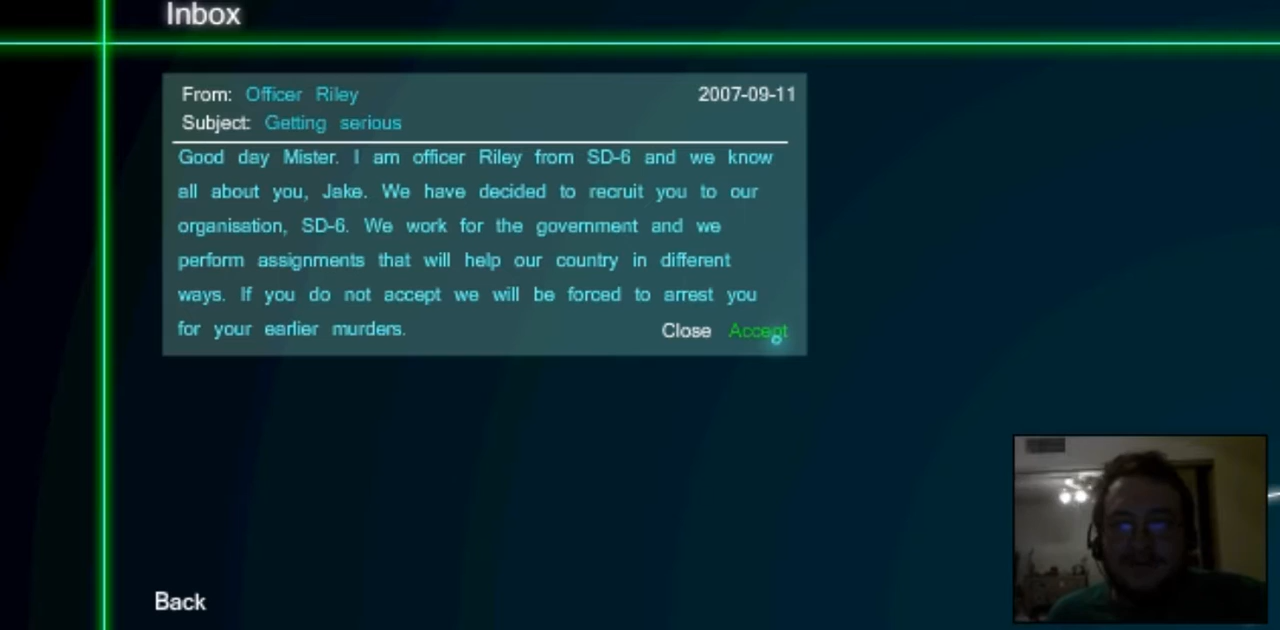 Inbox
From: Officer Riley 2007-09-11
Subject: Getting serious
Good day Mister. I am officer Riley from SD-6 and we know
all about you, Jake. We have decided to recruit you to our
organisation, SD-6. We work for the government and we
perform assignments that will help our country in different
ways. If you do not accept we will be forced to arrest you
for your earlier murders. Close Accept
Back